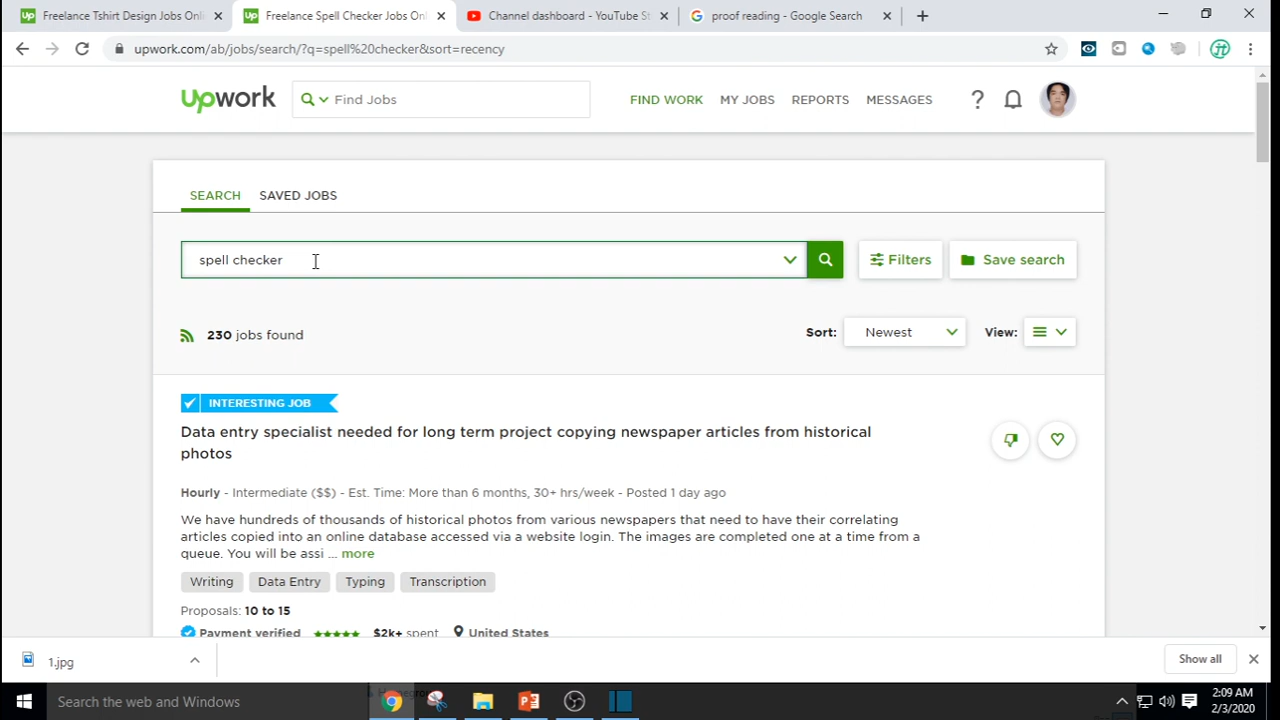 Freelance Tshirt Design Jobs Onli
Freelance Spell Checker Jobs Onl
Channel dashboard - YouTube St
proof reading - Google Search
upwork.com/ab/jobs/search/?q=spell%20checker&sort=recency
upwork
Find Jobs
FIND WORK
MY JOBS
REPORTS
MESSAGES
?
SEARCH
SAVED JOBS
spell checker
Filters
Save search
230 jobs found
Sort:
Newest
View:
INTERESTING JOB
Data entry specialist needed for long term project copying newspaper articles from historical
photos
Hourly - Intermediate ($$) - Est. Time: More than 6 months, 30+ hrs/week - Posted 1 day ago
We have hundreds of thousands of historical photos from various newspapers that need to have their correlating
articles copied into an online database accessed via a website login. The images are completed one at a time from a
queue. You will be assi ... more
Writing
Data Entry
Typing
Transcription
Proposals: 10 to 15
Payment verified
$2k+ spent
United States
1.jpg
Show all
Search the web and Windows
2:09 AM
2/3/2020